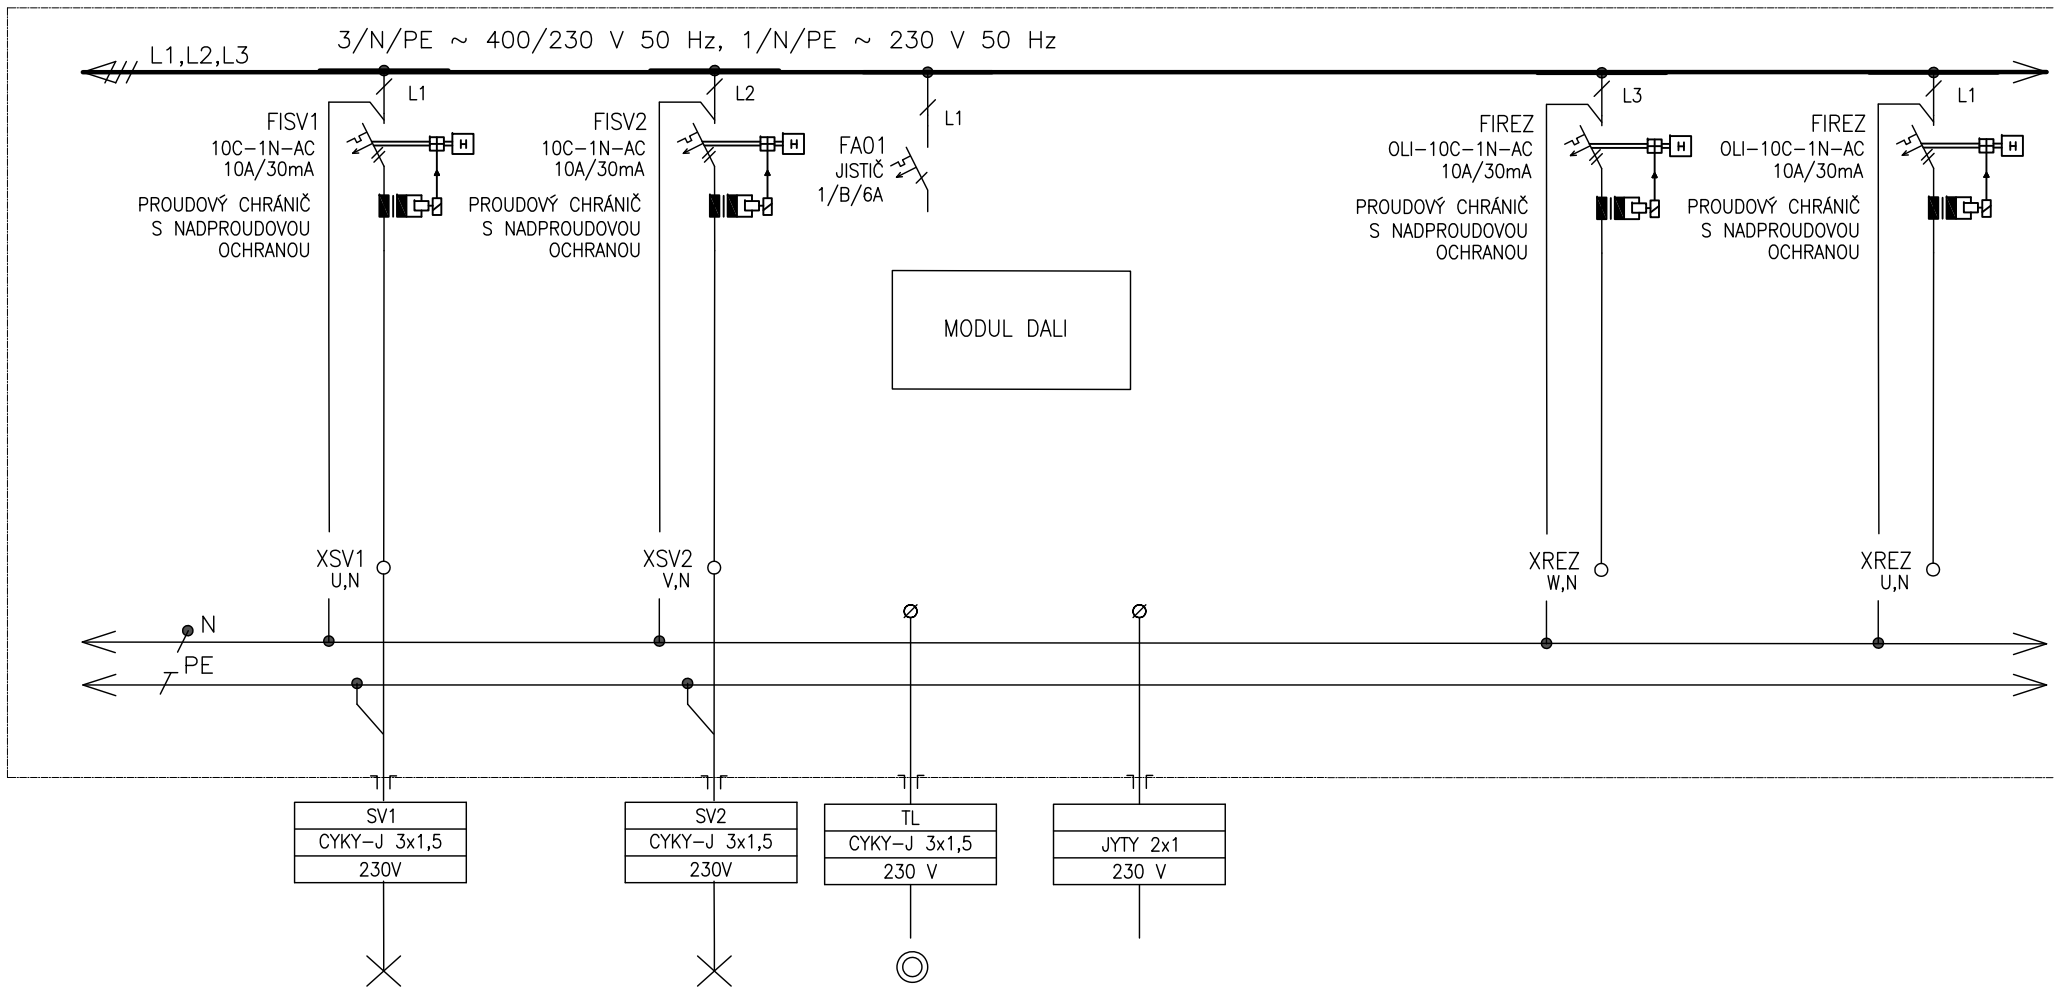 3/N/PE ~ 400/230 V 50 Hz, 1/N/PE ~ 230 V 50 Hz
L1,L2,L3
L1
FISV1
10C-1N-AC
10A/30mA
PROUDOVÝ CHRÁNIČ
S NADPROUDOVOU
OCHRANOU
H
L2
FISV2
10C-1N-AC
10A/30mA
PROUDOVÝ CHRÁNIČ
S NADPROUDOVOU
OCHRANOU
H
L1
FA01
JISTIČ
1/B/6A
MODUL DALI
L3
FIREZ
OLI-10C-1N-AC
10A/30mA
PROUDOVÝ CHRÁNIČ
S NADPROUDOVOU
OCHRANOU
H
L1
FIREZ
OLI-10C-1N-AC
10A/30mA
PROUDOVÝ CHRÁNIČ
S NADPROUDOVOU
OCHRANOU
H
XSV1
U,N
XSV2
V,N
XREZ
W,N
XREZ
U,N
N
PE
SV1
CYKY-J 3x1,5
230V
SV2
CYKY-J 3x1,5
230V
TL
CYKY-J 3x1,5
230 V
JYTY 2x1
230 V